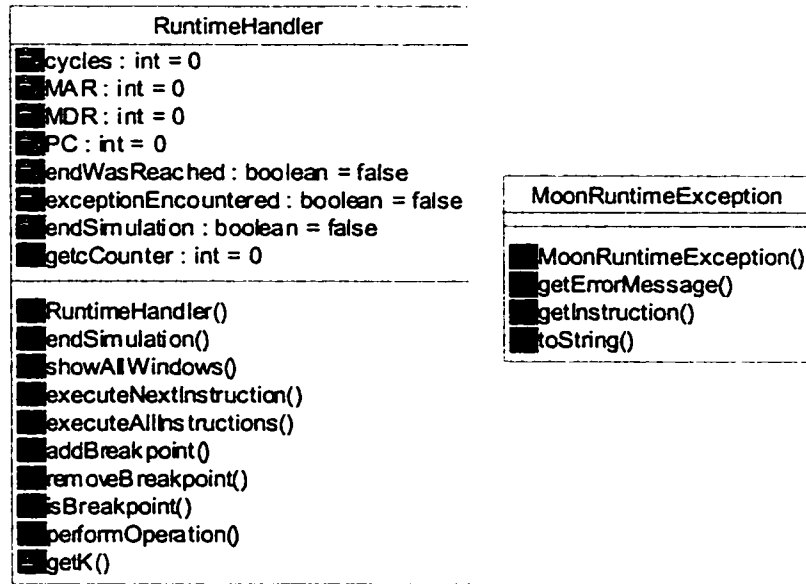 RuntimeHandler
cycles : int = 0
MAR : int = 0
MDR : int = 0
PC : int = 0
endWasReached : boolean = false
exceptionEncountered : boolean = false
endSimulation : boolean = false
getcCounter : int = 0
RuntimeHandler()
endSimulation()
showAllWindows()
executeNextInstruction()
executeAllInstructions()
addBreakpoint()
removeBreakpoint()
isBreakpoint()
performOperation()
getK()
MoonRuntimeException
MoonRuntimeException()
getErrorMessage()
getInstruction()
toString()